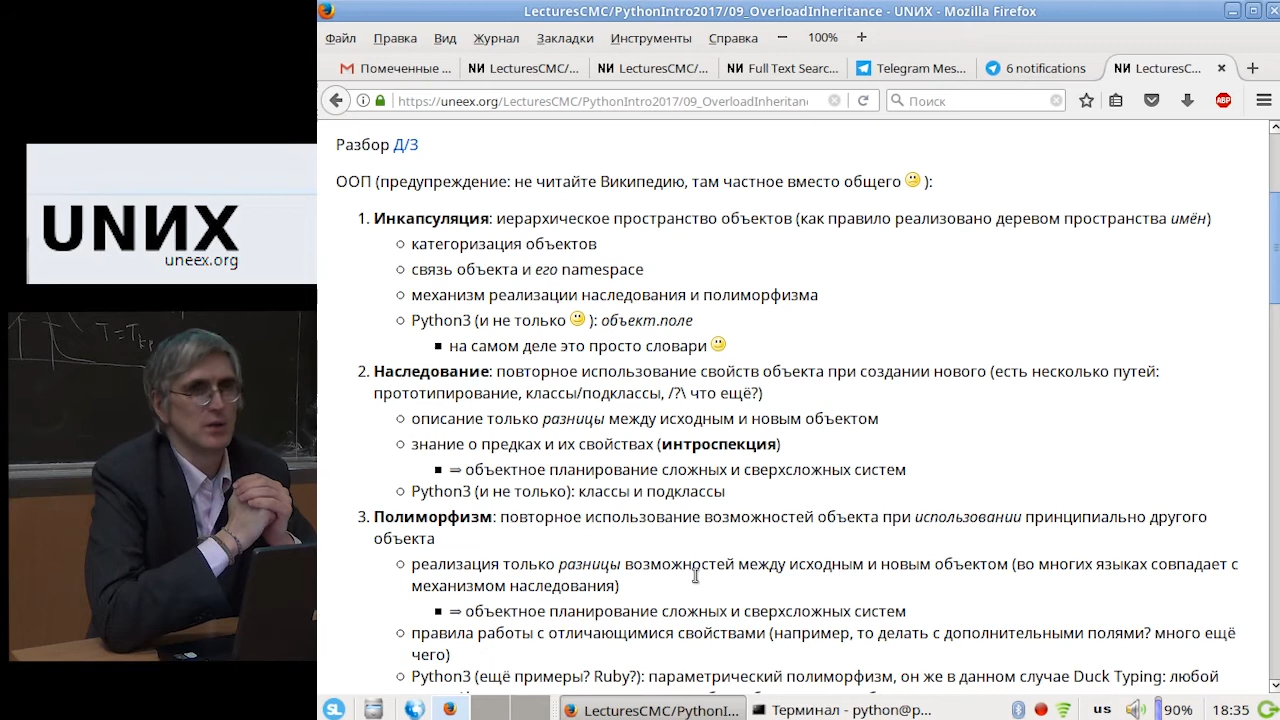 LecturesCMC/PythonIntro2017/09_OverloadInheritance - UNИX - Mozilla Firefox
Файл Правка Вид Журнал Закладки Инструменты Справка − 100% +
Помеченные ... LecturesCMC/... LecturesCMC/... Full Text Searc... Telegram Mes... 6 notifications LecturesC...
https://uneex.org/LecturesCMC/PythonIntro2017/09_OverloadInheritanc Поиск ABP
Разбор Д/З
ООП (предупреждение: не читайте Википедию, там частное вместо общего ):
1. Инкапсуляция: иерархическое пространство объектов (как правило реализовано деревом пространства имён)
категоризация объектов
связь объекта и его namespace
механизм реализации наследования и полиморфизма
Python3 (и не только ): объект.поле
на самом деле это просто словари
2. Наследование: повторное использование свойств объекта при создании нового (есть несколько путей:
прототипирование, классы/подклассы, /?\ что ещё?)
описание только разницы между исходным и новым объектом
знание о предках и их свойствах (интроспекция)
⇒ объектное планирование сложных и сверхсложных систем
Python3 (и не только): классы и подклассы
3. Полиморфизм: повторное использование возможностей объекта при использовании принципиально другого
объекта
реализация только разницы возможностей между исходным и новым объектом (во многих языках совпадает с
механизмом наследования)
⇒ объектное планирование сложных и сверхсложных систем
правила работы с отличающимися свойствами (например, то делать с дополнительными полями? много ещё
чего)
Python3 (ещё примеры? Ruby?): параметрический полиморфизм, он же в данном случае Duck Typing: любой
LecturesCMC/PythonI... Терминал - python@p... us 90% 18:35
UNИX
uneex.org
T=Tкр